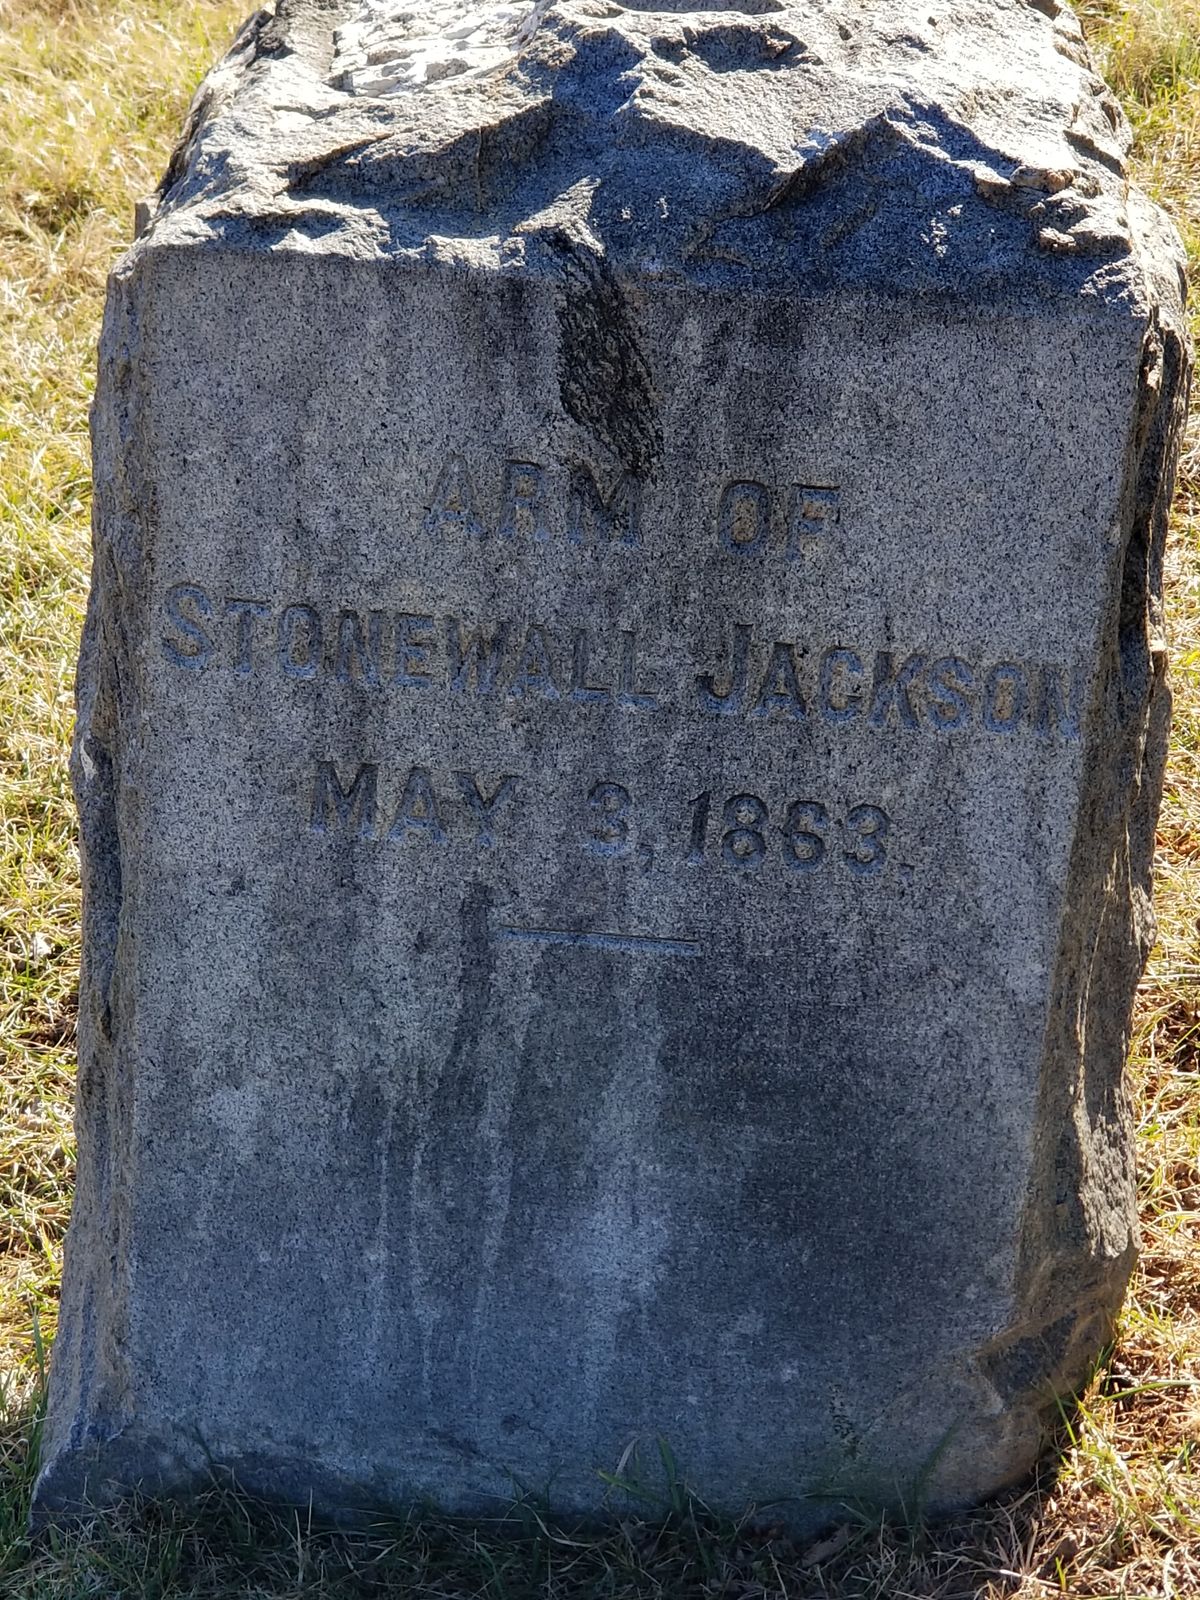 ARM OF
STONEWALL JACKSON
MAY 3, 1863.